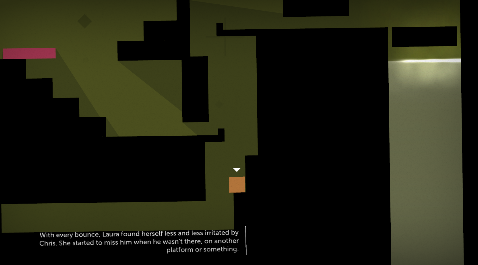 With every bounce, Laura found herself less and less irritated by
Chris. She started to miss him when he wasn't there, on another
platform or something.